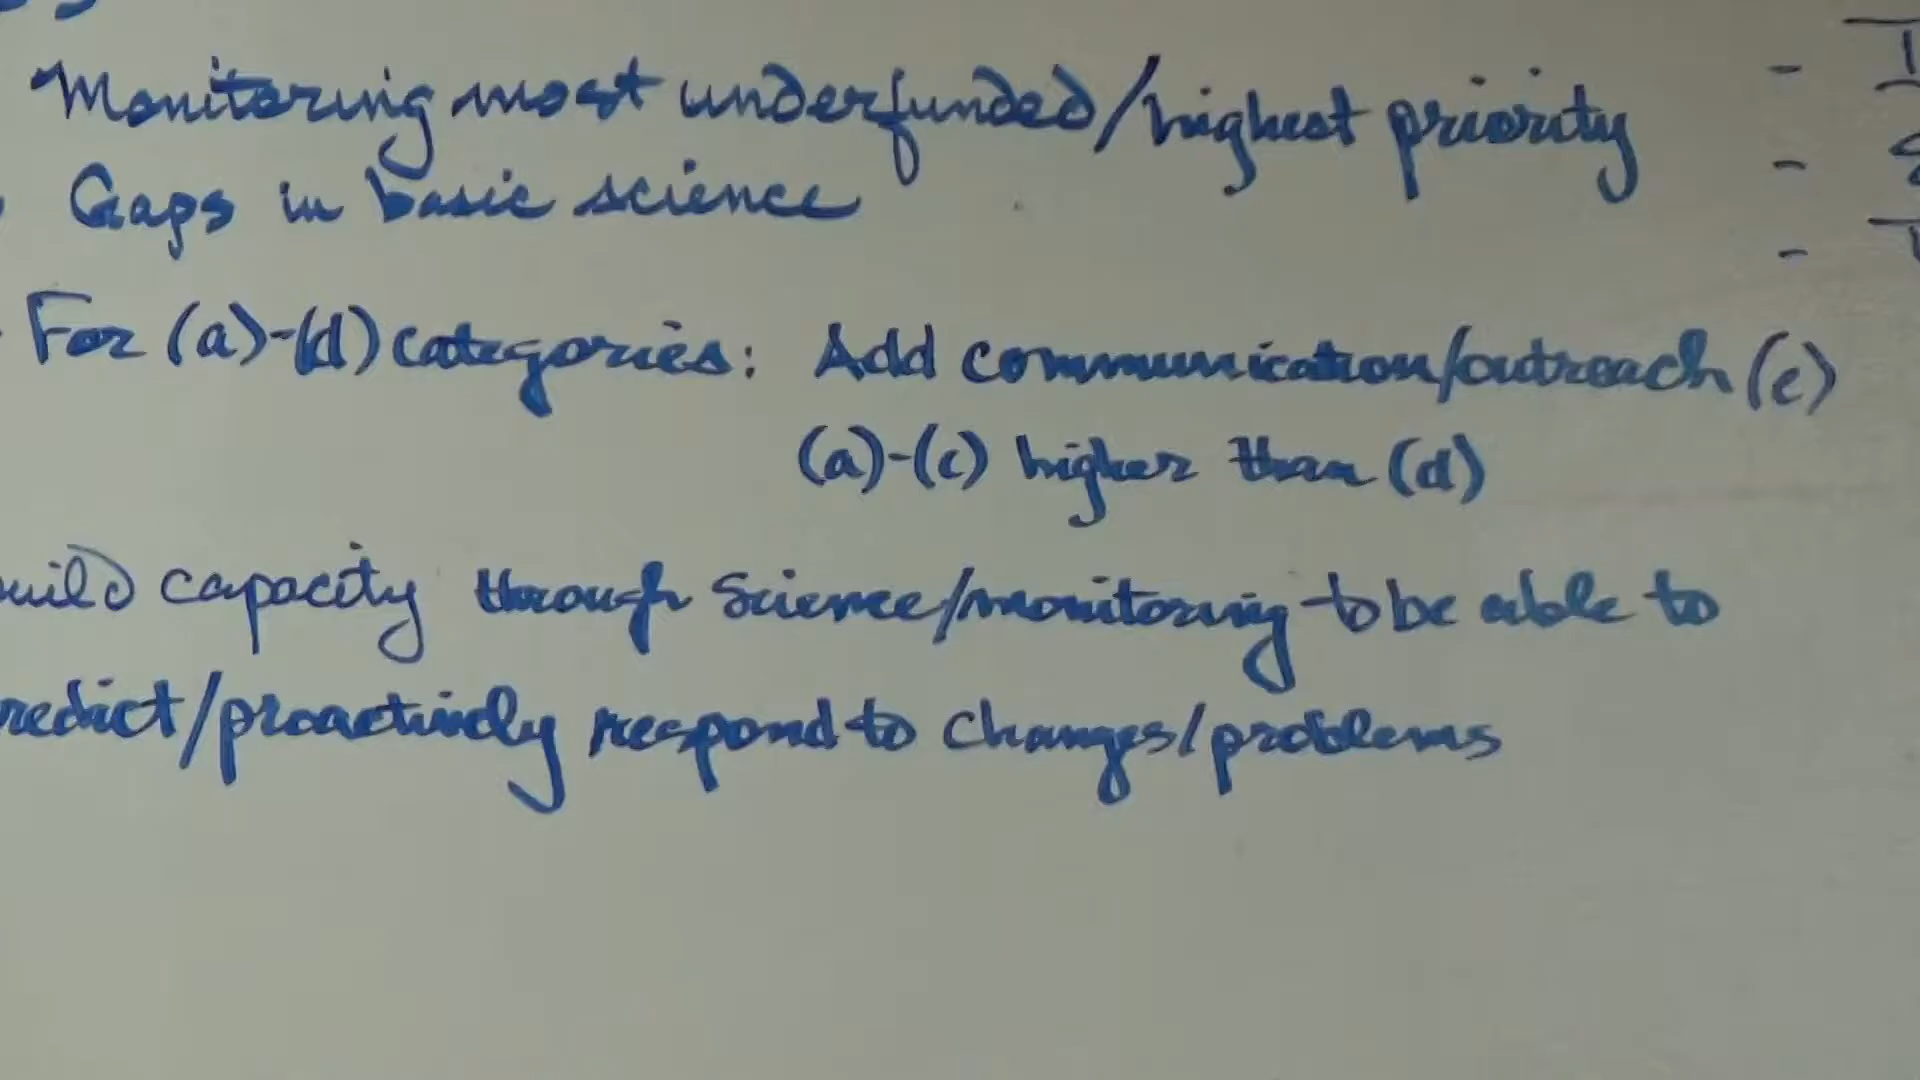 Monitoring most underfunded/highest priority
Gaps in basic science
- For (a)-(d) categories: Add communication/outreach (e)
(a)-(c) higher than (d)
uild capacity through Science/monitoring to be able to
redict/proactively respond to changes/problems